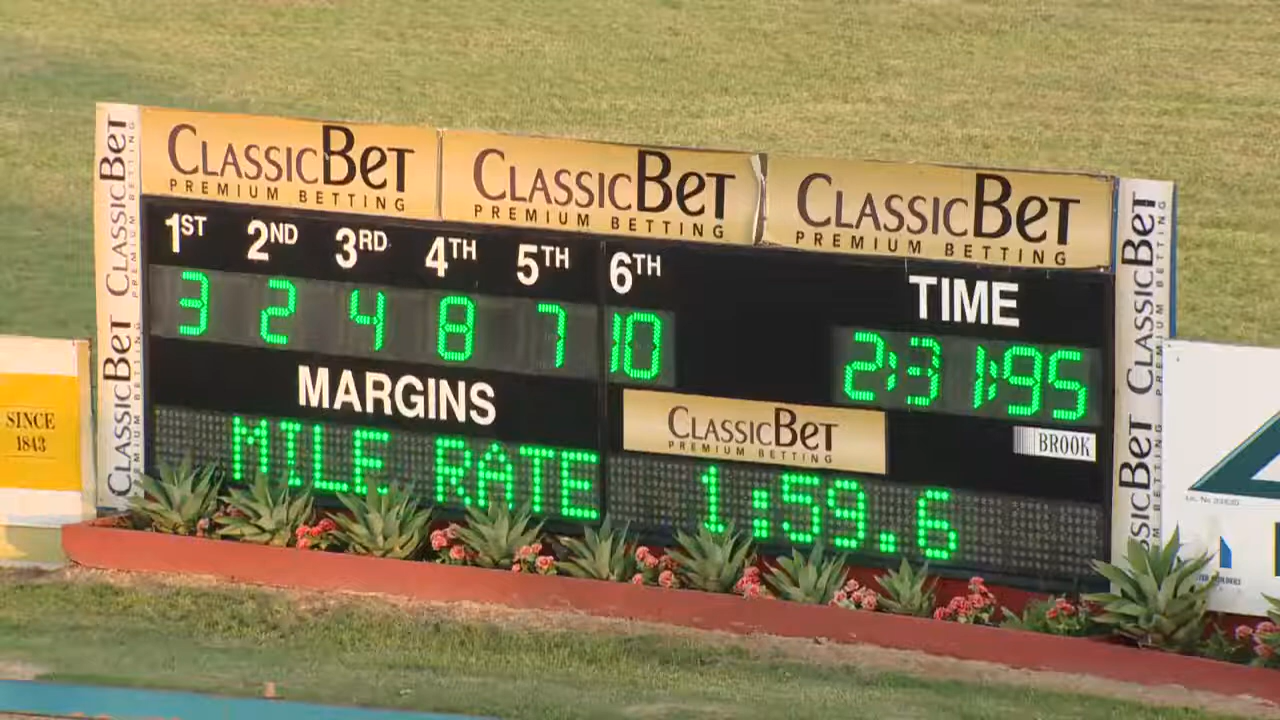 CLASSICBET
PREMIUM BETTING
CLASSICBET
PREMIUM BETTING
CLASSICBET
PREMIUM BETTING
CLASSICBET
CLASSICBET
PREMIUM BETTING
CLASSICBET
PREMIUM BETTING
1ST 2ND 3RD 4TH 5TH 6TH
TIME
3 2 4 8 7 10
2:31:95
MARGINS
CLASSICBET
PREMIUM BETTING
BROOK
MILE RATE 1:59.6
SINCE
1843